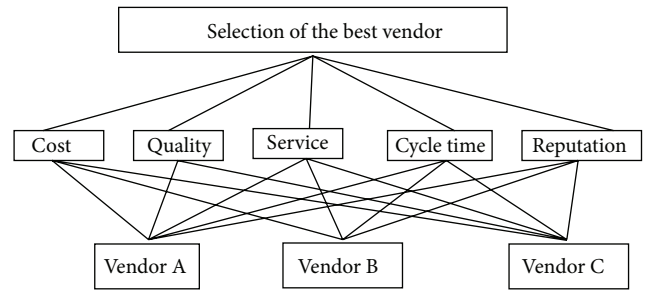 Selection of the best vendor
Cost
Quality
Service
Cycle time
Reputation
Vendor A
Vendor B
Vendor C